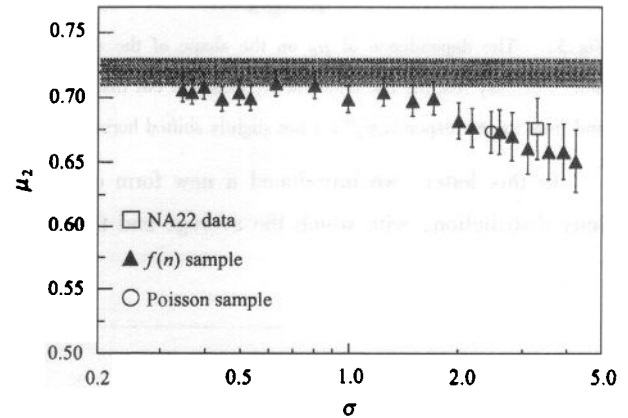 0.75
0.70
0.65
0.60
0.55
0.50
μ₂
□ NA22 data
▲ f(n) sample
○ Poisson sample
0.2 0.5 1.0 2.0 5.0
σ